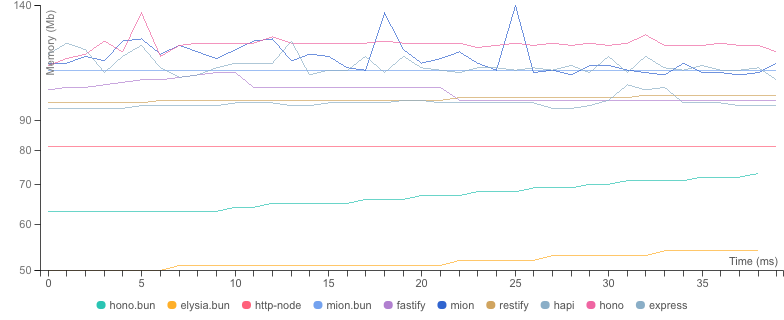 140
Memory (Mb)
90
80
70
60
50
0 5 10 15 20 25 30 35
Time (ms)
hono.bun elysia.bun http-node mion.bun fastify mion restify hapi hono express